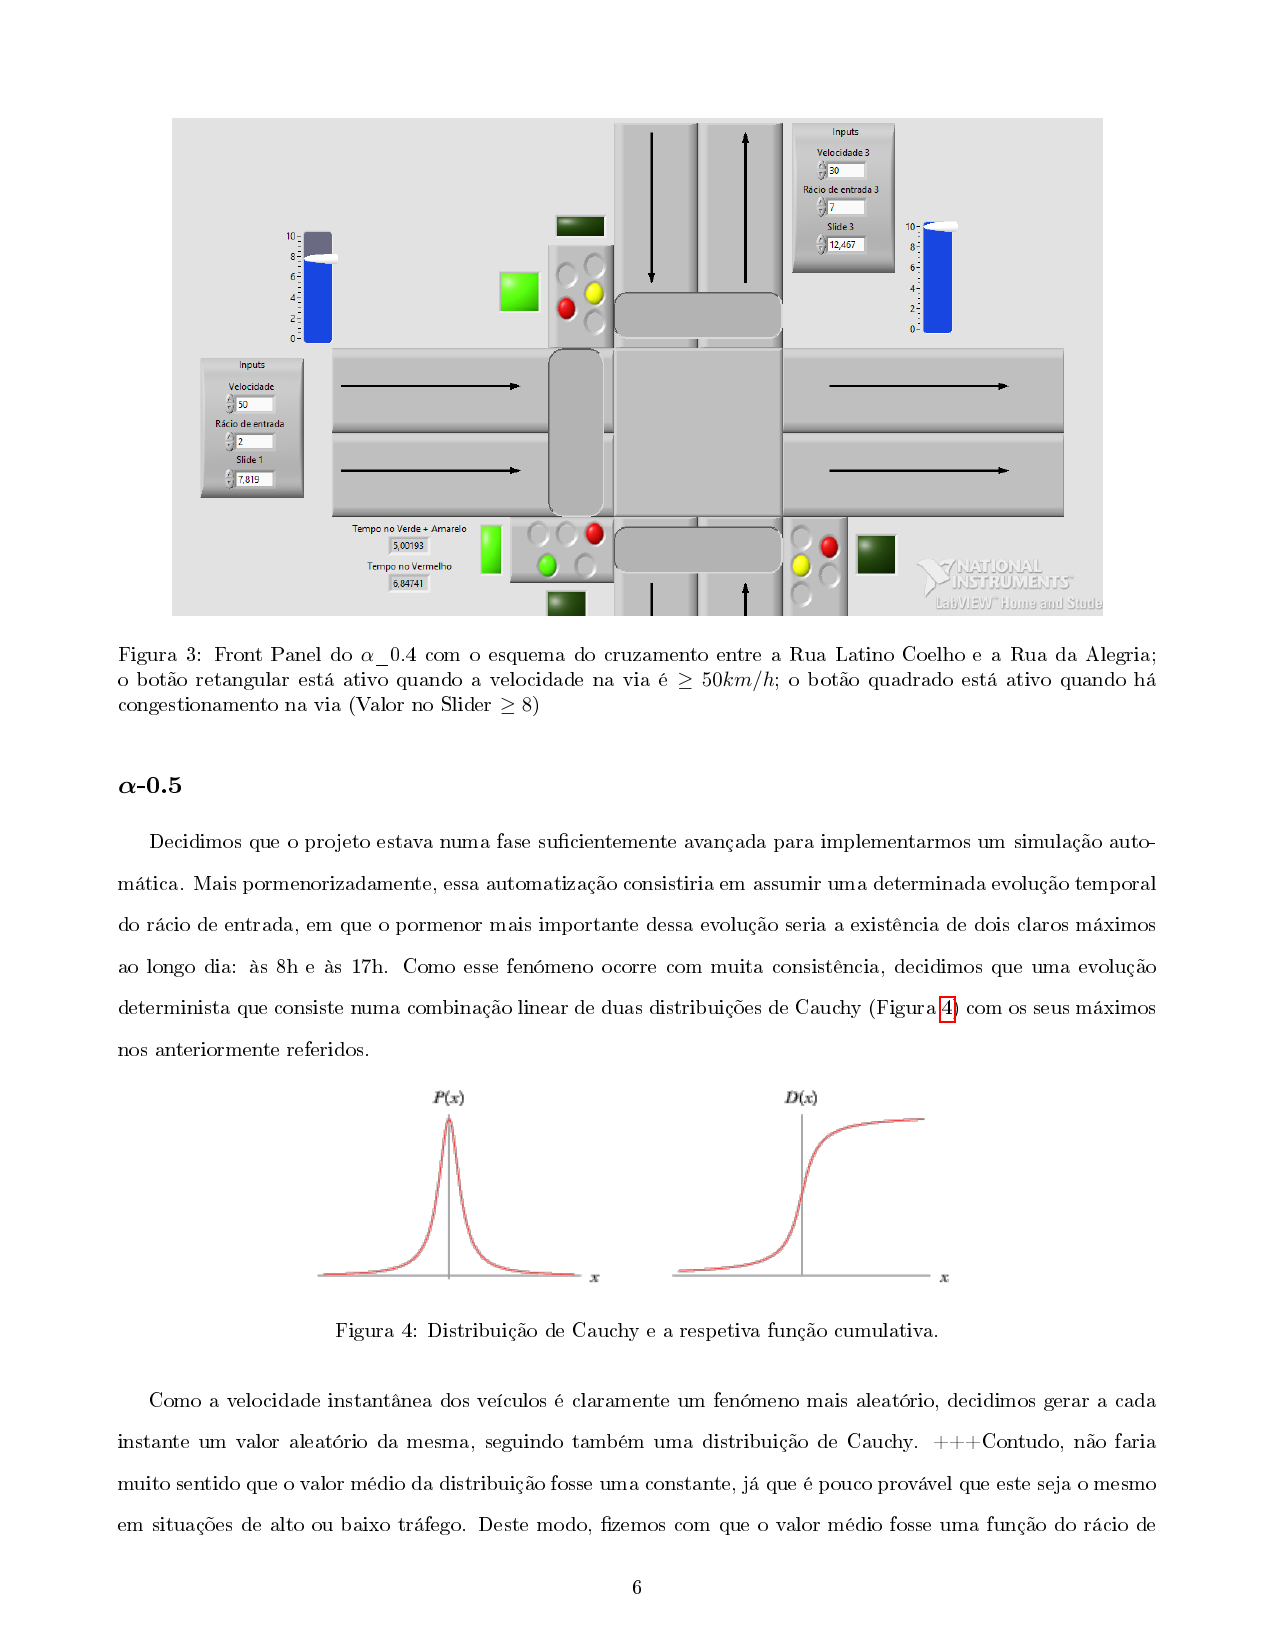 Inputs
Velocidade 3
30
Rácio de entrada 3
7
Slide 3
12,467
10
8
6
4
2
0
10
8
6
4
2
0
Inputs
Velocidade
50
Rácio de entrada
2
Slide 1
7,819
Tempo no Verde + Amarelo
5,00193
Tempo no Vermelho
6,84741
NATIONAL
INSTRUMENTS™
LabVIEW™ Home and Stude
Figura 3: Front Panel do α_0.4 com o esquema do cruzamento entre a Rua Latino Coelho e a Rua da Alegria;
o botão retangular está ativo quando a velocidade na via é ≥ 50km/h; o botão quadrado está ativo quando há
congestionamento na via (Valor no Slider ≥ 8)
α-0.5
Decidimos que o projeto estava numa fase suficientemente avançada para implementarmos um simulação auto-
mática. Mais pormenorizadamente, essa automatização consistiria em assumir uma determinada evolução temporal
do rácio de entrada, em que o pormenor mais importante dessa evolução seria a existência de dois claros máximos
ao longo dia: às 8h e às 17h. Como esse fenómeno ocorre com muita consistência, decidimos que uma evolução
determinista que consiste numa combinação linear de duas distribuições de Cauchy (Figura 4) com os seus máximos
nos anteriormente referidos.
P(x)
x
D(x)
x
Figura 4: Distribuição de Cauchy e a respetiva função cumulativa.
Como a velocidade instantânea dos veículos é claramente um fenómeno mais aleatório, decidimos gerar a cada
instante um valor aleatório da mesma, seguindo também uma distribuição de Cauchy. +++Contudo, não faria
muito sentido que o valor médio da distribuição fosse uma constante, já que é pouco provável que este seja o mesmo
em situações de alto ou baixo tráfego. Deste modo, fizemos com que o valor médio fosse uma função do rácio de
6